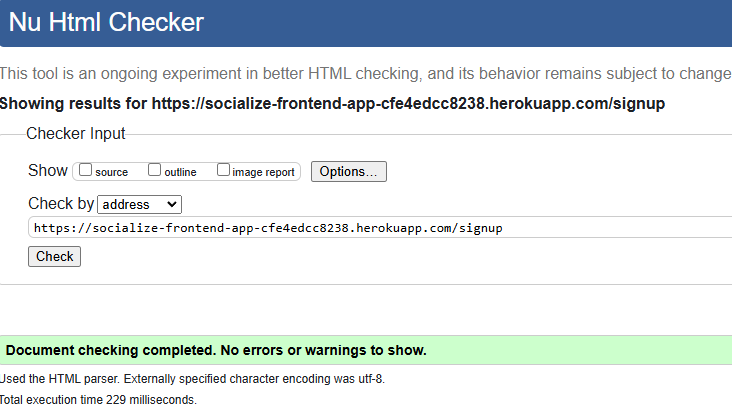 Nu Html Checker
This tool is an ongoing experiment in better HTML checking, and its behavior remains subject to change
Showing results for https://socialize-frontend-app-cfe4edcc8238.herokuapp.com/signup
Checker Input
Show source outline image report Options...
Check by address
https://socialize-frontend-app-cfe4edcc8238.herokuapp.com/signup
Check
Document checking completed. No errors or warnings to show.
Used the HTML parser. Externally specified character encoding was utf-8.
Total execution time 229 milliseconds.